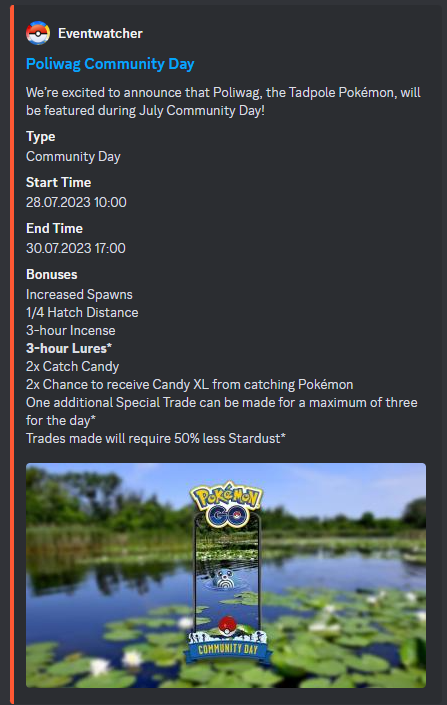 Eventwatcher
Poliwag Community Day
We're excited to announce that Poliwag, the Tadpole Pokémon, will
be featured during July Community Day!
Type
Community Day
Start Time
28.07.2023 10:00
End Time
30.07.2023 17:00
Bonuses
Increased Spawns
1/4 Hatch Distance
3-hour Incense
3-hour Lures*
2x Catch Candy
2x Chance to receive Candy XL from catching Pokémon
One additional Special Trade can be made for a maximum of three
for the day*
Trades made will require 50% less Stardust*
POKÉMON
GO
COMMUNITY DAY